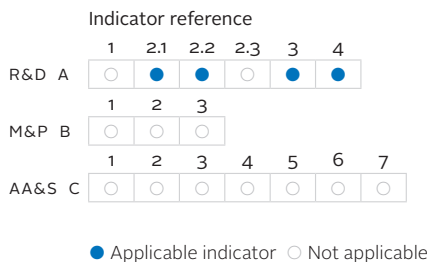 Indicator reference
1 2.1 2.2 2.3 3 4
R&D A
1 2 3
M&P B
1 2 3 4 5 6 7
AA&S C
Applicable indicator Not applicable